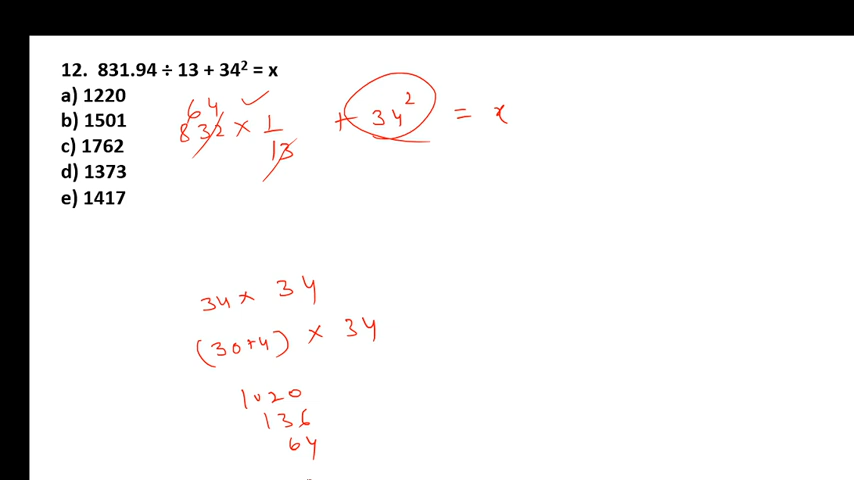 12. 831.94 ÷ 13 + 34² = x
a) 1220
b) 1501
c) 1762
d) 1373
e) 1417
64
832 × 1/13 + 34² = x
34 × 34
(30+4) × 34
1020
136
64